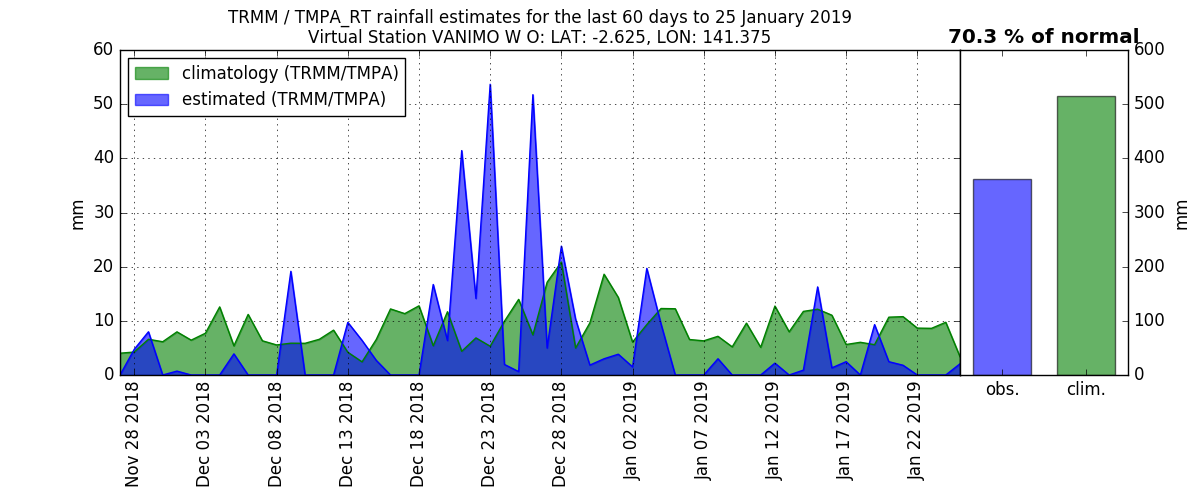 TRMM / TMPA_RT rainfall estimates for the last 60 days to 25 January 2019
Virtual Station VANIMO W O: LAT: -2.625, LON: 141.375
70.3 % of normal
climatology (TRMM/TMPA)
estimated (TRMM/TMPA)
mm
60
50
40
30
20
10
0
Nov 28 2018
Dec 03 2018
Dec 08 2018
Dec 13 2018
Dec 18 2018
Dec 23 2018
Dec 28 2018
Jan 02 2019
Jan 07 2019
Jan 12 2019
Jan 17 2019
Jan 22 2019
obs.
clim.
600
500
400
300
200
100
0
mm